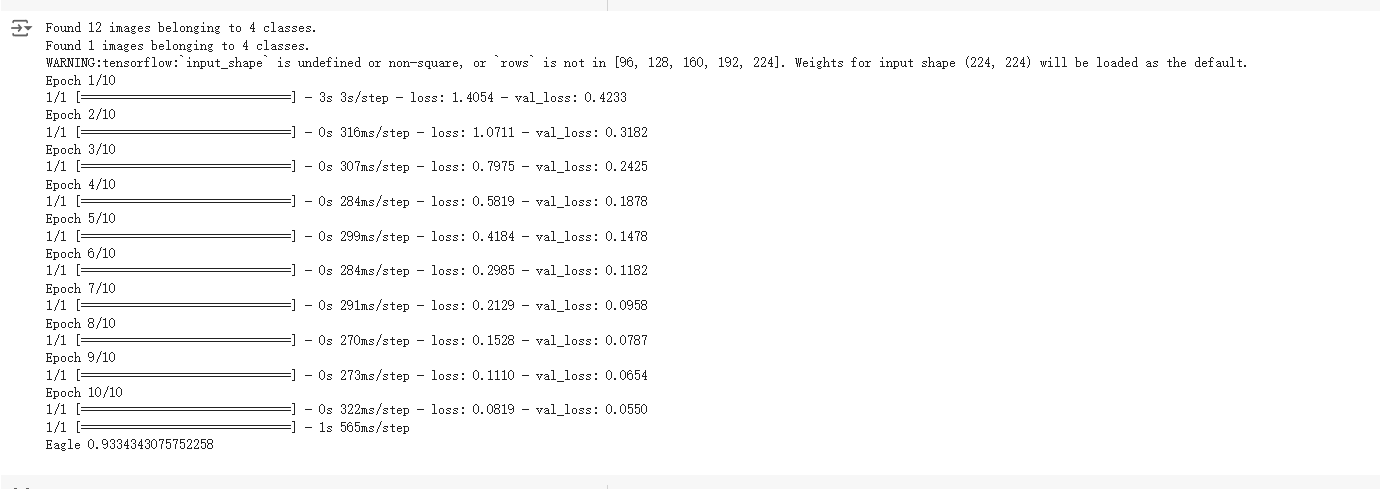 Found 12 images belonging to 4 classes.
Found 1 images belonging to 4 classes.
WARNING:tensorflow:`input_shape` is undefined or non-square, or `rows` is not in [96, 128, 160, 192, 224]. Weights for input shape (224, 224) will be loaded as the default.
Epoch 1/10
1/1 [==============================] - 3s 3s/step - loss: 1.4054 - val_loss: 0.4233
Epoch 2/10
1/1 [==============================] - 0s 316ms/step - loss: 1.0711 - val_loss: 0.3182
Epoch 3/10
1/1 [==============================] - 0s 307ms/step - loss: 0.7975 - val_loss: 0.2425
Epoch 4/10
1/1 [==============================] - 0s 284ms/step - loss: 0.5819 - val_loss: 0.1878
Epoch 5/10
1/1 [==============================] - 0s 299ms/step - loss: 0.4184 - val_loss: 0.1478
Epoch 6/10
1/1 [==============================] - 0s 284ms/step - loss: 0.2985 - val_loss: 0.1182
Epoch 7/10
1/1 [==============================] - 0s 291ms/step - loss: 0.2129 - val_loss: 0.0958
Epoch 8/10
1/1 [==============================] - 0s 270ms/step - loss: 0.1528 - val_loss: 0.0787
Epoch 9/10
1/1 [==============================] - 0s 273ms/step - loss: 0.1110 - val_loss: 0.0654
Epoch 10/10
1/1 [==============================] - 0s 322ms/step - loss: 0.0819 - val_loss: 0.0550
1/1 [==============================] - 1s 565ms/step
Eagle 0.9334343075752258